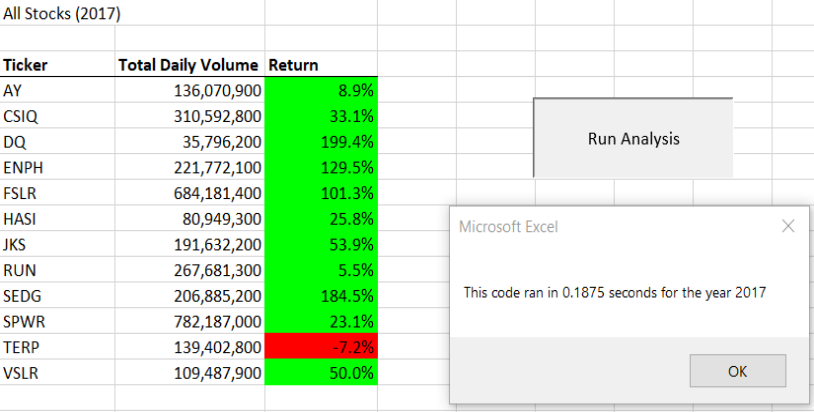 All Stocks (2017)
Ticker Total Daily Volume Return
AY 136,070,900 8.9%
CSIQ 310,592,800 33.1%
DQ 35,796,200 199.4%
ENPH 221,772,100 129.5%
FSLR 684,181,400 101.3%
HASI 80,949,300 25.8%
JKS 191,632,200 53.9%
RUN 267,681,300 5.5%
SEDG 206,885,200 184.5%
SPWR 782,187,000 23.1%
TERP 139,402,800 -7.2%
VSLR 109,487,900 50.0%
Run Analysis
Microsoft Excel
This code ran in 0.1875 seconds for the year 2017
OK